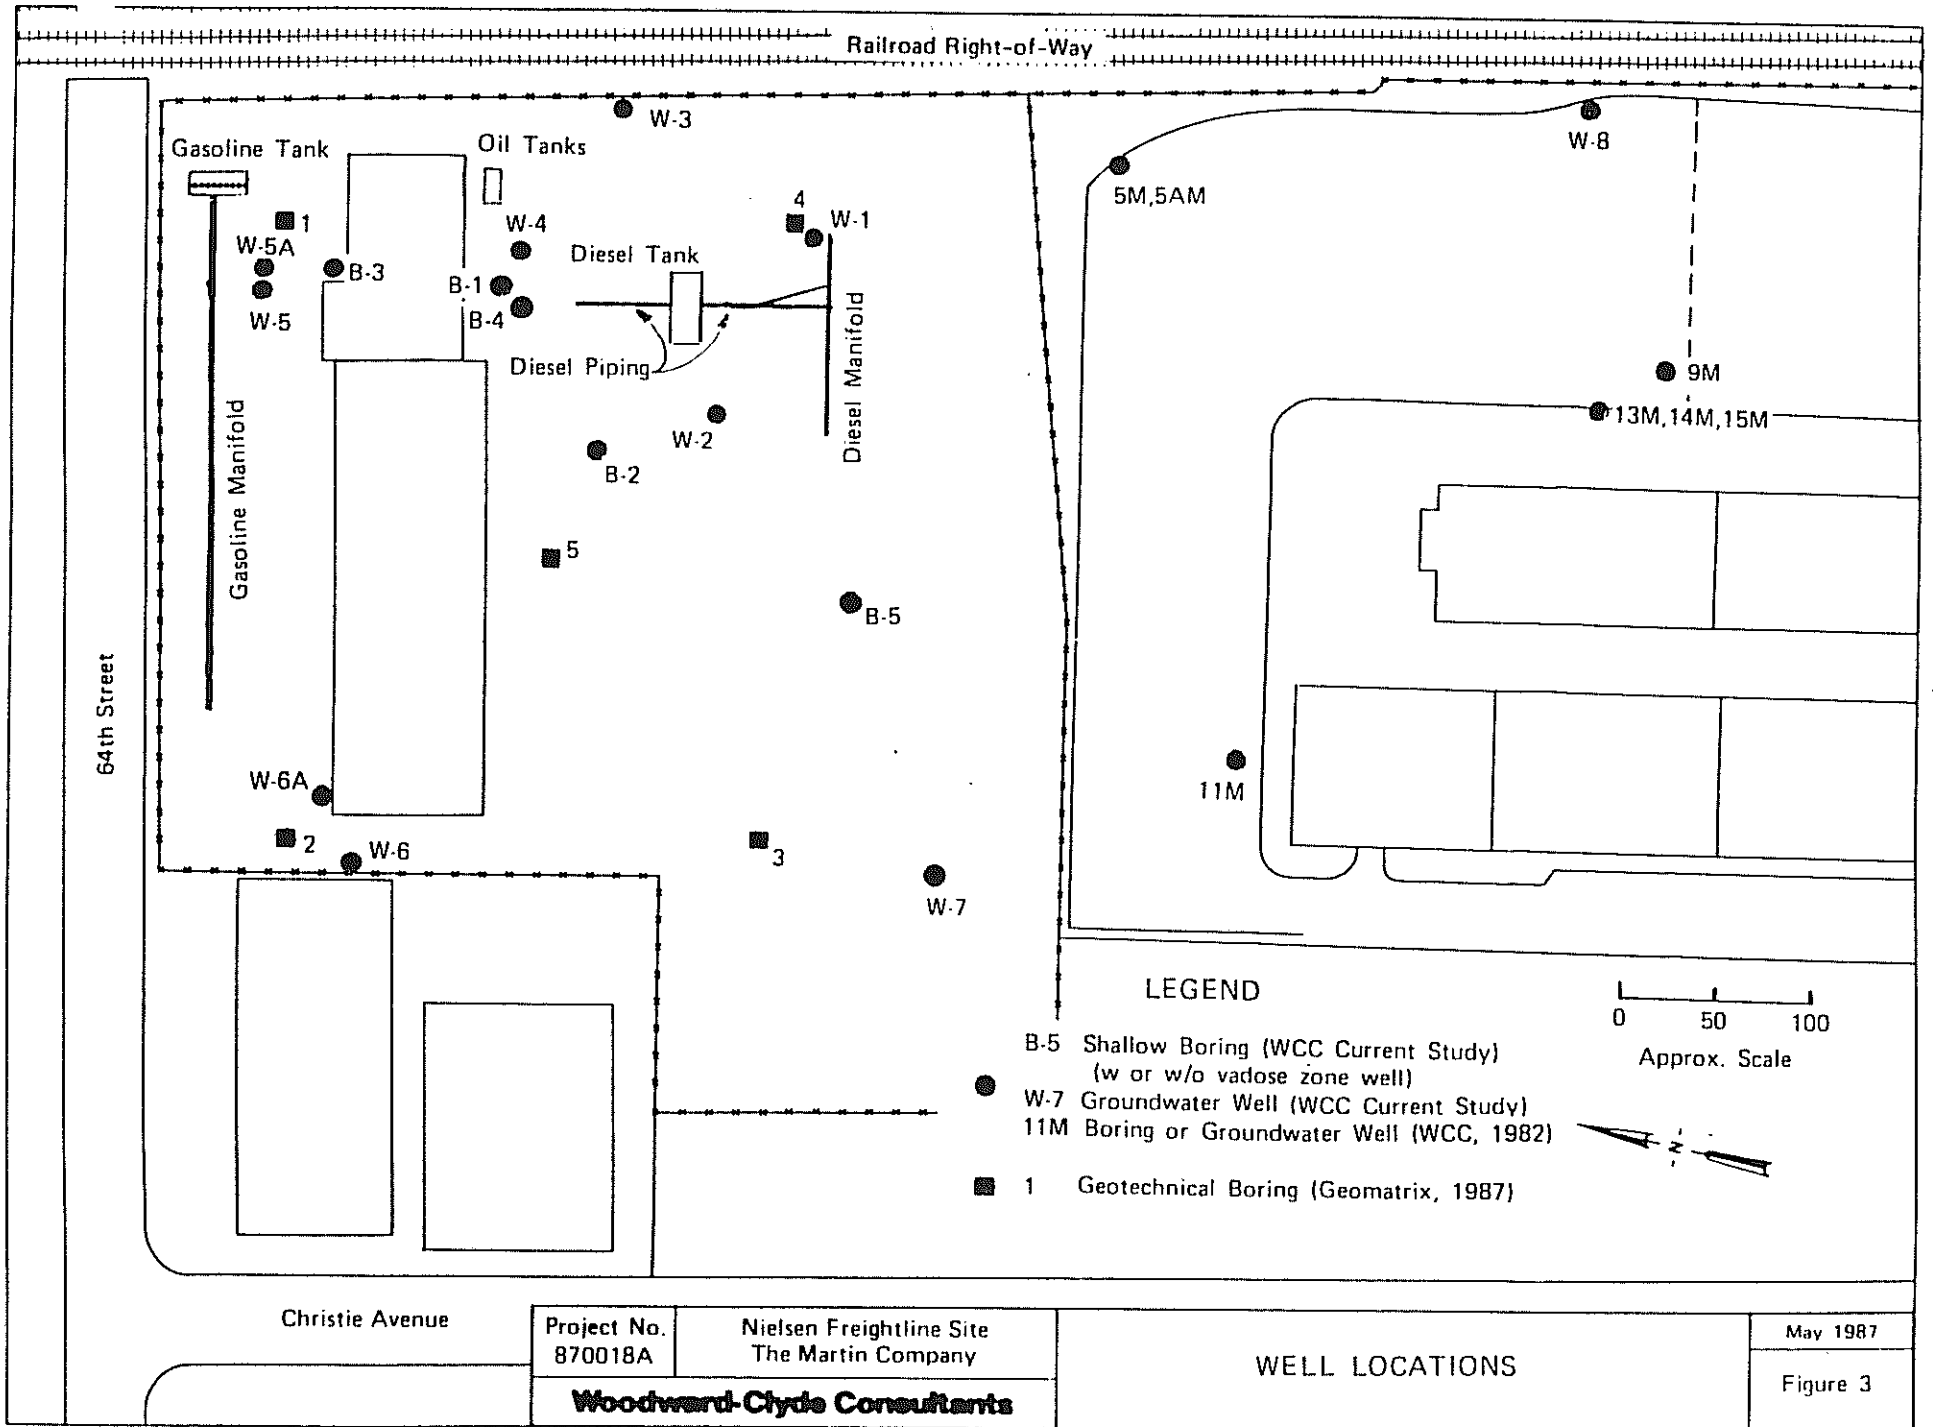 Railroad Right-of-Way
W-3
W-8
Gasoline Tank
Oil Tanks
5M,5AM
1
W-4
4
W-1
W-5A
B-3
Diesel Tank
B-1
W-5
B-4
Diesel Piping
Diesel Manifold
9M
13M,14M,15M
W-2
B-2
Gasoline Manifold
5
B-5
64th Street
W-6A
11M
2
W-6
3
W-7
LEGEND
B-5 Shallow Boring (WCC Current Study)
(w or w/o vadose zone well)
W-7 Groundwater Well (WCC Current Study)
11M Boring or Groundwater Well (WCC, 1982)
1 Geotechnical Boring (Geomatrix, 1987)
0 50 100
Approx. Scale
N
Christie Avenue
Project No.
870018A
Nielsen Freightline Site
The Martin Company
Woodward-Clyde Consultants
WELL LOCATIONS
May 1987
Figure 3